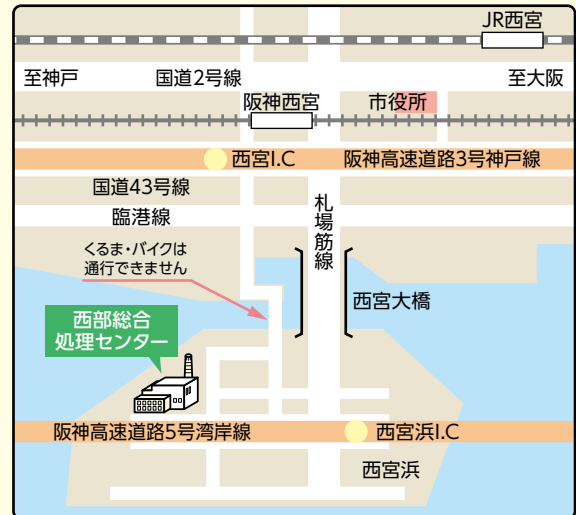 JR西宮
至神戸
国道2号線
至大阪
阪神西宮
市役所
西宮I.C
阪神高速道路3号神戸線
国道43号線
臨港線
札場筋線
くるま・バイクは
通行できません
西宮大橋
西部総合
処理センター
阪神高速道路5号湾岸線
西宮浜I.C
西宮浜